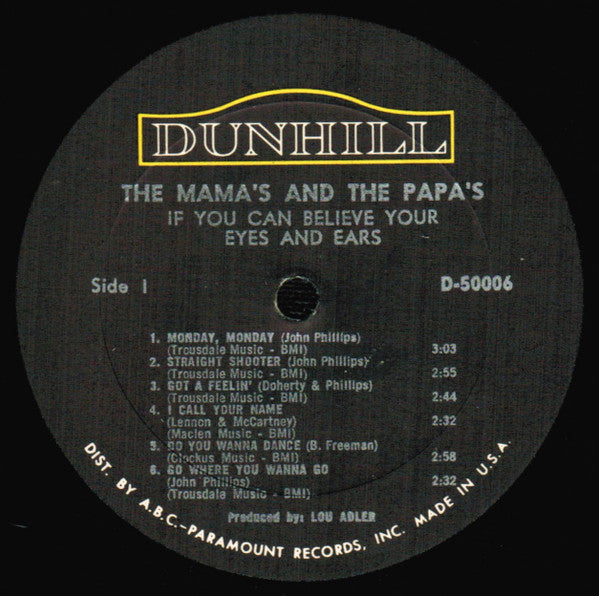 DUNHILL
THE MAMA'S AND THE PAPA'S
IF YOU CAN BELIEVE YOUR
EYES AND EARS
Side 1 D-50006
1. MONDAY, MONDAY (John Phillips)
(Trousdale Music - BMI) 3:03
2. STRAIGHT SHOOTER (John Phillips)
(Trousdale Music - BMI) 2:55
3. GOT A FEELIN' (Doherty & Phillips)
(Trousdale Music - BMI) 2:44
4. I CALL YOUR NAME
(Lennon & McCartney) 2:32
(Maclen Music - BMI)
5. DO YOU WANNA DANCE (B. Freeman)
(Clockus Music - BMI) 2:58
6. GO WHERE YOU WANNA GO
(John Phillips) 2:32
(Trousdale Music - BMI)
Produced by: LOU ADLER
DIST. BY A.B.C.-PARAMOUNT RECORDS, INC. MADE IN U.S.A.